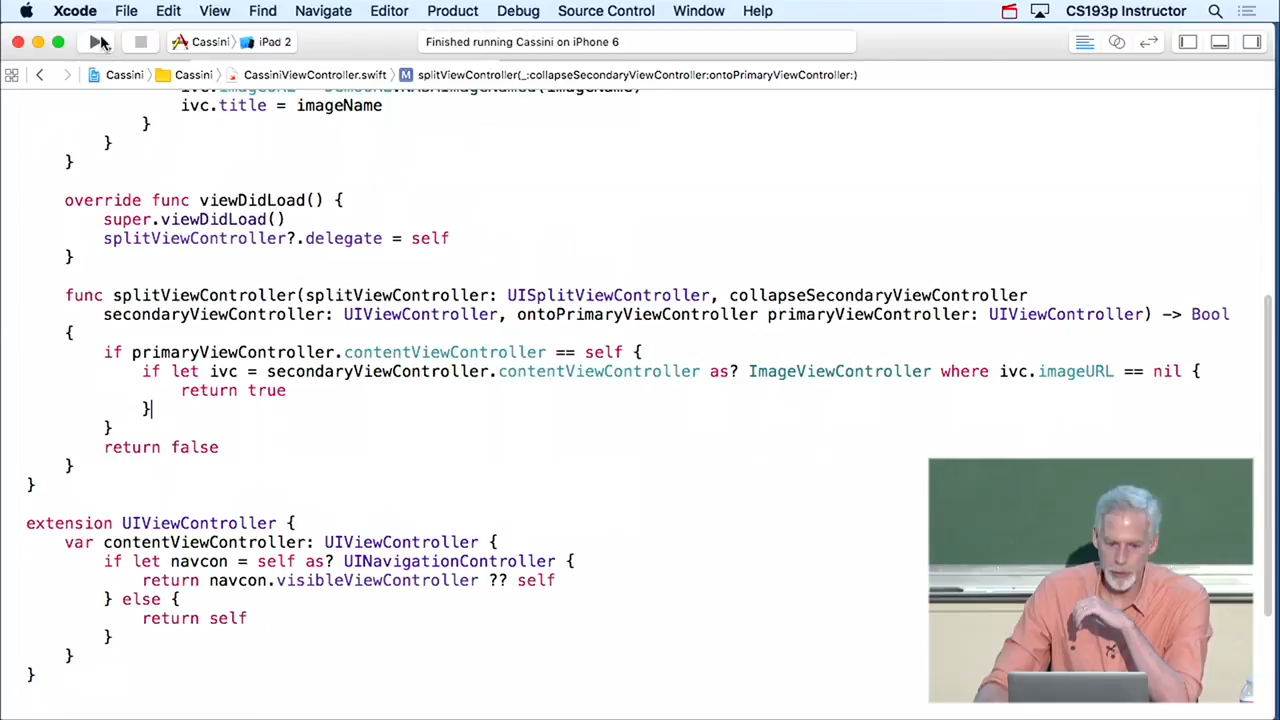 Xcode File Edit View Find Navigate Editor Product Debug Source Control Window Help CS193p Instructor
Cassini iPad 2 Finished running Cassini on iPhone 6
Cassini Cassini CassiniViewController.swift M splitViewController(_:collapseSecondaryViewController:ontoPrimaryViewController:)
ivc.title = imageName
}
}
}
override func viewDidLoad() {
super.viewDidLoad()
splitViewController?.delegate = self
}
func splitViewController(splitViewController: UISplitViewController, collapseSecondaryViewController
secondaryViewController: UIViewController, ontoPrimaryViewController primaryViewController: UIViewController) -> Bool
{
if primaryViewController.contentViewController == self {
if let ivc = secondaryViewController.contentViewController as? ImageViewController where ivc.imageURL == nil {
return true
}
}
return false
}
}
extension UIViewController {
var contentViewController: UIViewController {
if let navcon = self as? UINavigationController {
return navcon.visibleViewController ?? self
} else {
return self
}
}
}